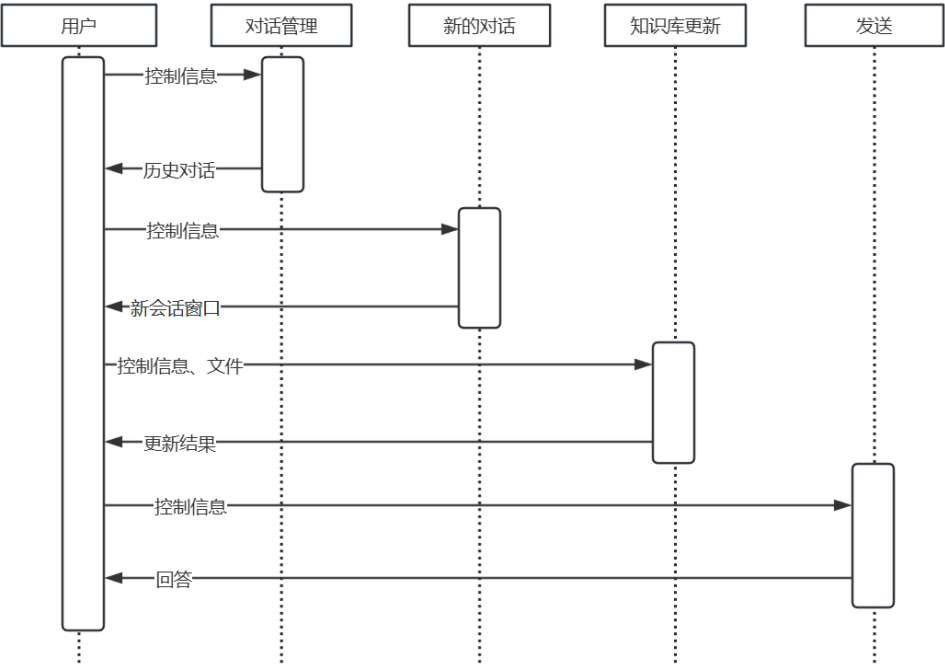 用户
对话管理
新的对话
知识库更新
发送
控制信息
历史对话
控制信息
新会话窗口
控制信息、文件
更新结果
控制信息
回答